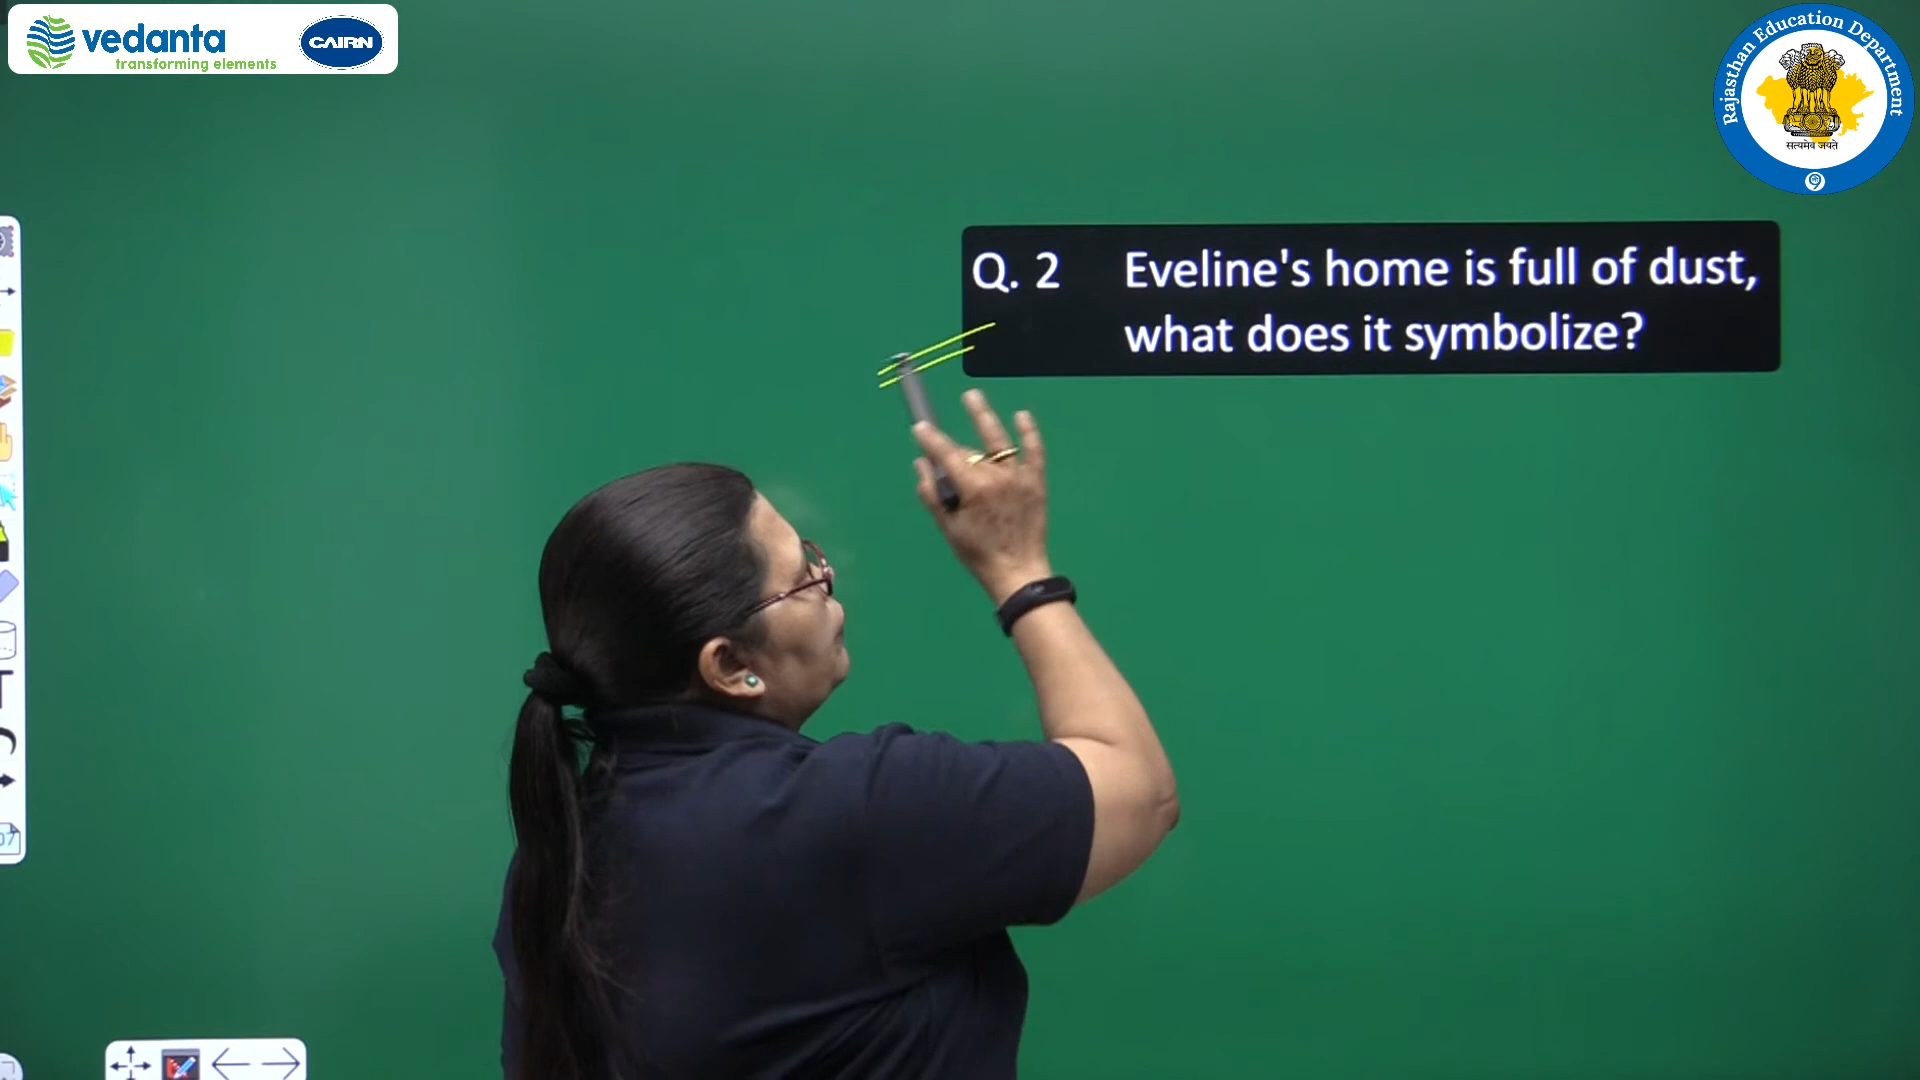 vedanta
transforming elements
CAIRN
Rajasthan Education Department
सत्यमेव जयते
Q. 2 Eveline's home is full of dust,
what does it symbolize?